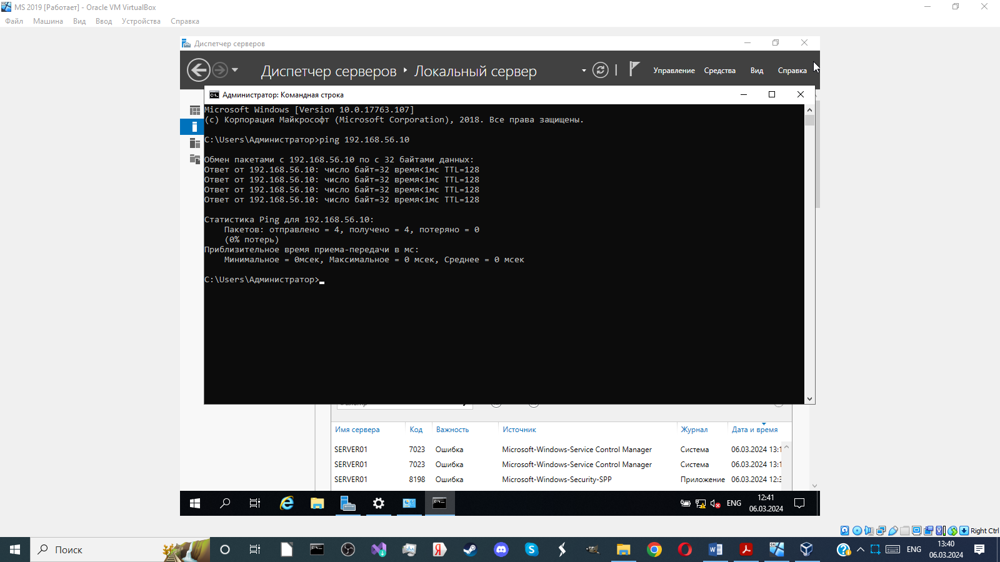 MS 2019 [Работает] - Oracle VM VirtualBox
Файл Машина Вид Ввод Устройства Справка
Диспетчер серверов
Диспетчер серверов Локальный сервер
Управление Средства Вид Справка
Администратор: Командная строка
Microsoft Windows [Version 10.0.17763.107]
(c) Корпорация Майкрософт (Microsoft Corporation), 2018. Все права защищены.
C:\Users\Администратор>ping 192.168.56.10
Обмен пакетами с 192.168.56.10 по с 32 байтами данных:
Ответ от 192.168.56.10: число байт=32 время<1мс TTL=128
Ответ от 192.168.56.10: число байт=32 время<1мс TTL=128
Ответ от 192.168.56.10: число байт=32 время<1мс TTL=128
Ответ от 192.168.56.10: число байт=32 время<1мс TTL=128
Статистика Ping для 192.168.56.10:
Пакетов: отправлено = 4, получено = 4, потеряно = 0
(0% потерь)
Приблизительное время приема-передачи в мс:
Минимальное = 0мсек, Максимальное = 0 мсек, Среднее = 0 мсек
C:\Users\Администратор>
Имя сервера Код Важность Источник Журнал Дата и время
SERVER01 7023 Ошибка Microsoft-Windows-Service Control Manager Система 06.03.2024 13:1
SERVER01 7023 Ошибка Microsoft-Windows-Service Control Manager Система 06.03.2024 13:1
SERVER01 8198 Ошибка Microsoft-Windows-Security-SPP Приложение 06.03.2024 12:3
ENG
12:41
06.03.2024
Right Ctrl
Поиск
ENG
13:40
06.03.2024